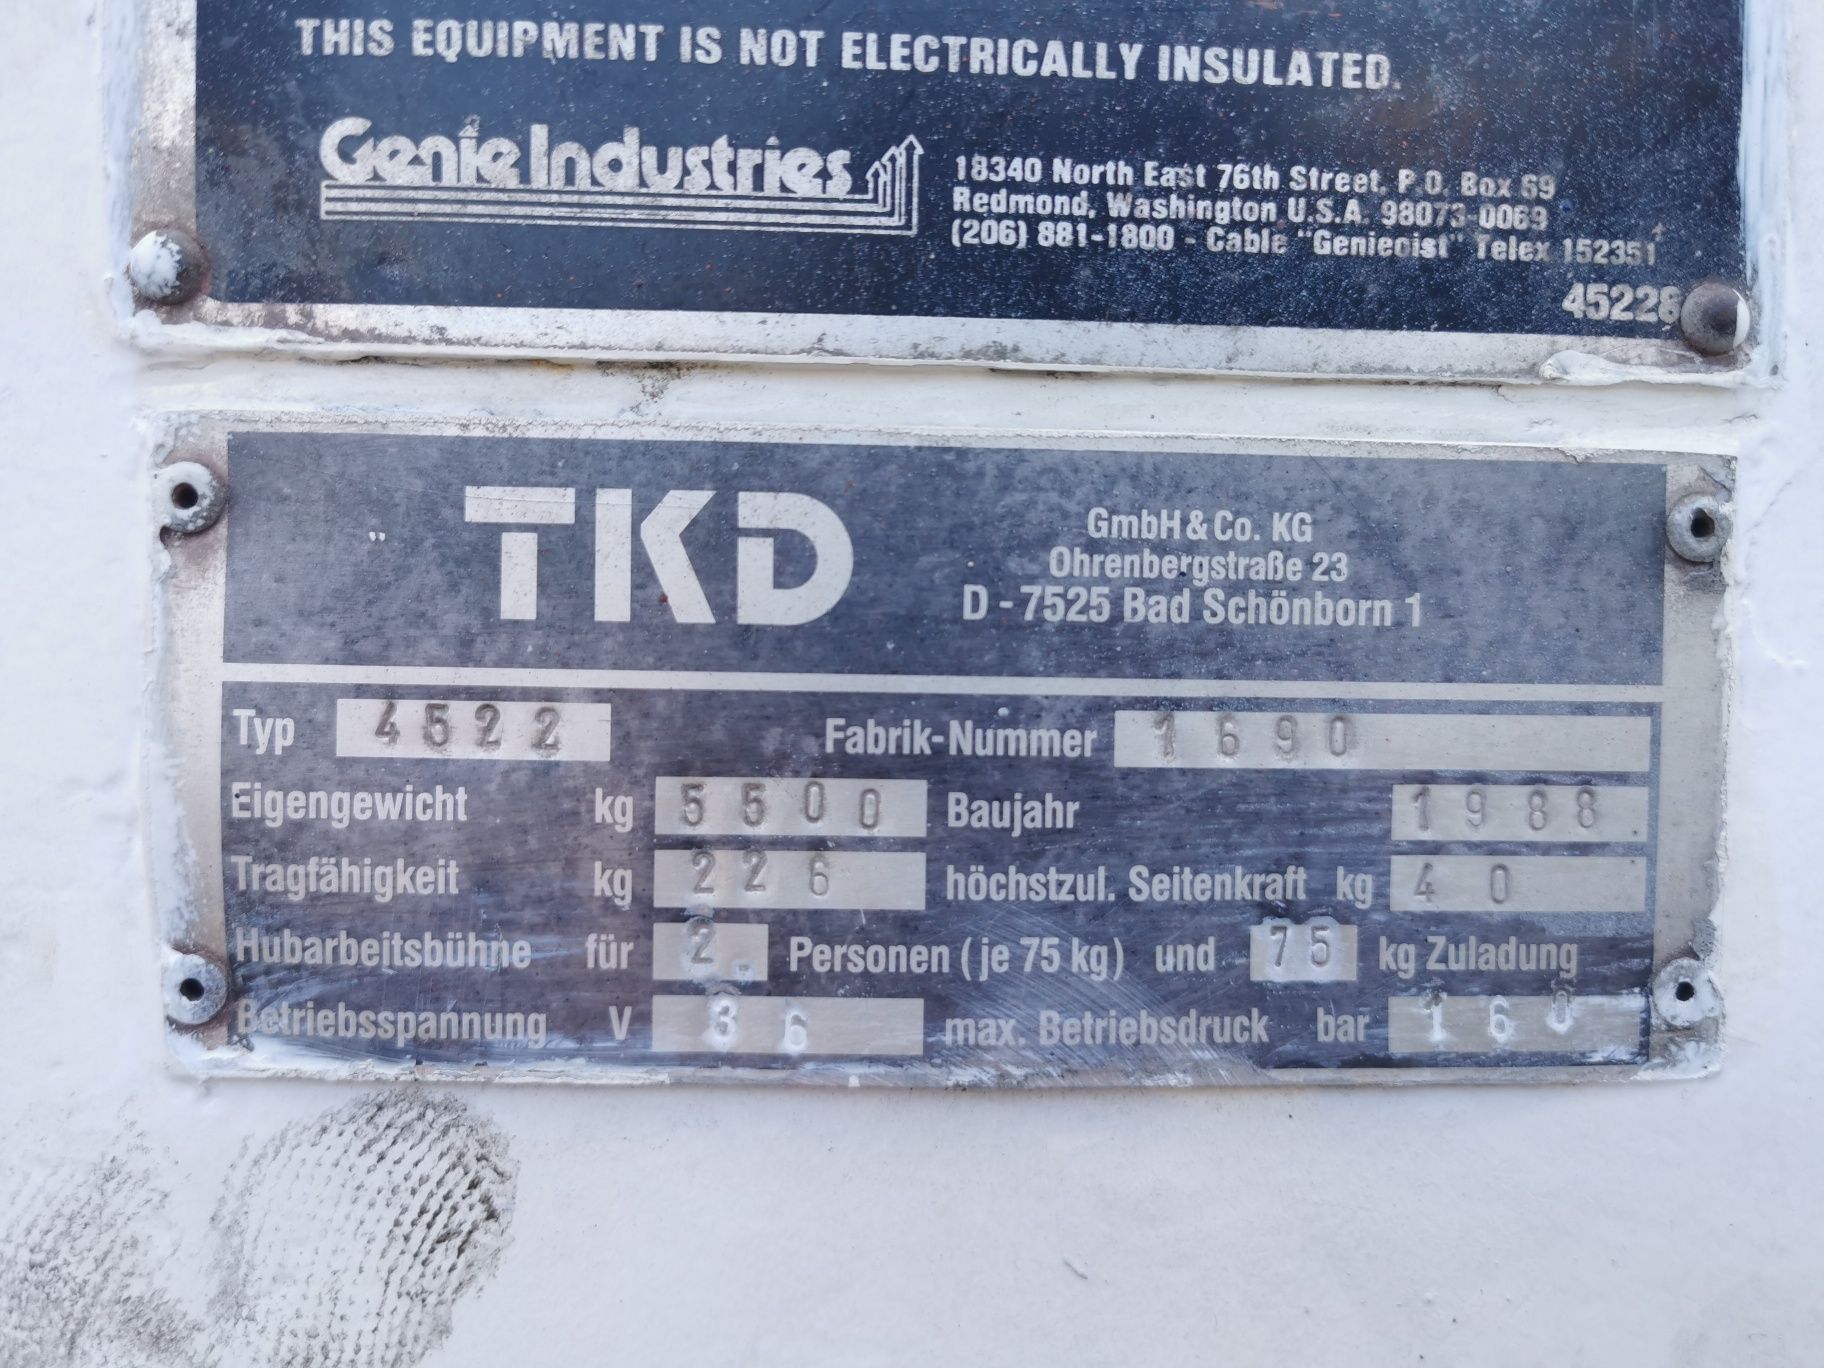 THIS EQUIPMENT IS NOT ELECTRICALLY INSULATED.
Genie Industries
18340 North East 76th Street, P.O. Box 69
Redmond, Washington U.S.A. 98073-0069
(206) 881-1800 - Cable "Genieoist" Telex 152351
45228
TKD
GmbH & Co. KG
Ohrenbergstraße 23
D - 7525 Bad Schönborn 1
Typ 4522 Fabrik-Nummer 1690
Eigengewicht kg 5500 Baujahr 1988
Tragfähigkeit kg 226 höchstzul. Seitenkraft kg 40
Hubarbeitsbühne für 2. Personen (je 75 kg) und 75 kg Zuladung
Betriebsspannung V 36 max. Betriebsdruck bar 160